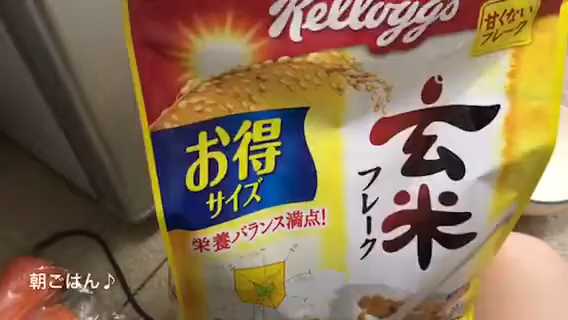 Kelloggs
甘くない
フレーク
玄米
フレーク
お得
サイズ
栄養バランス満点!
朝ごはん♪